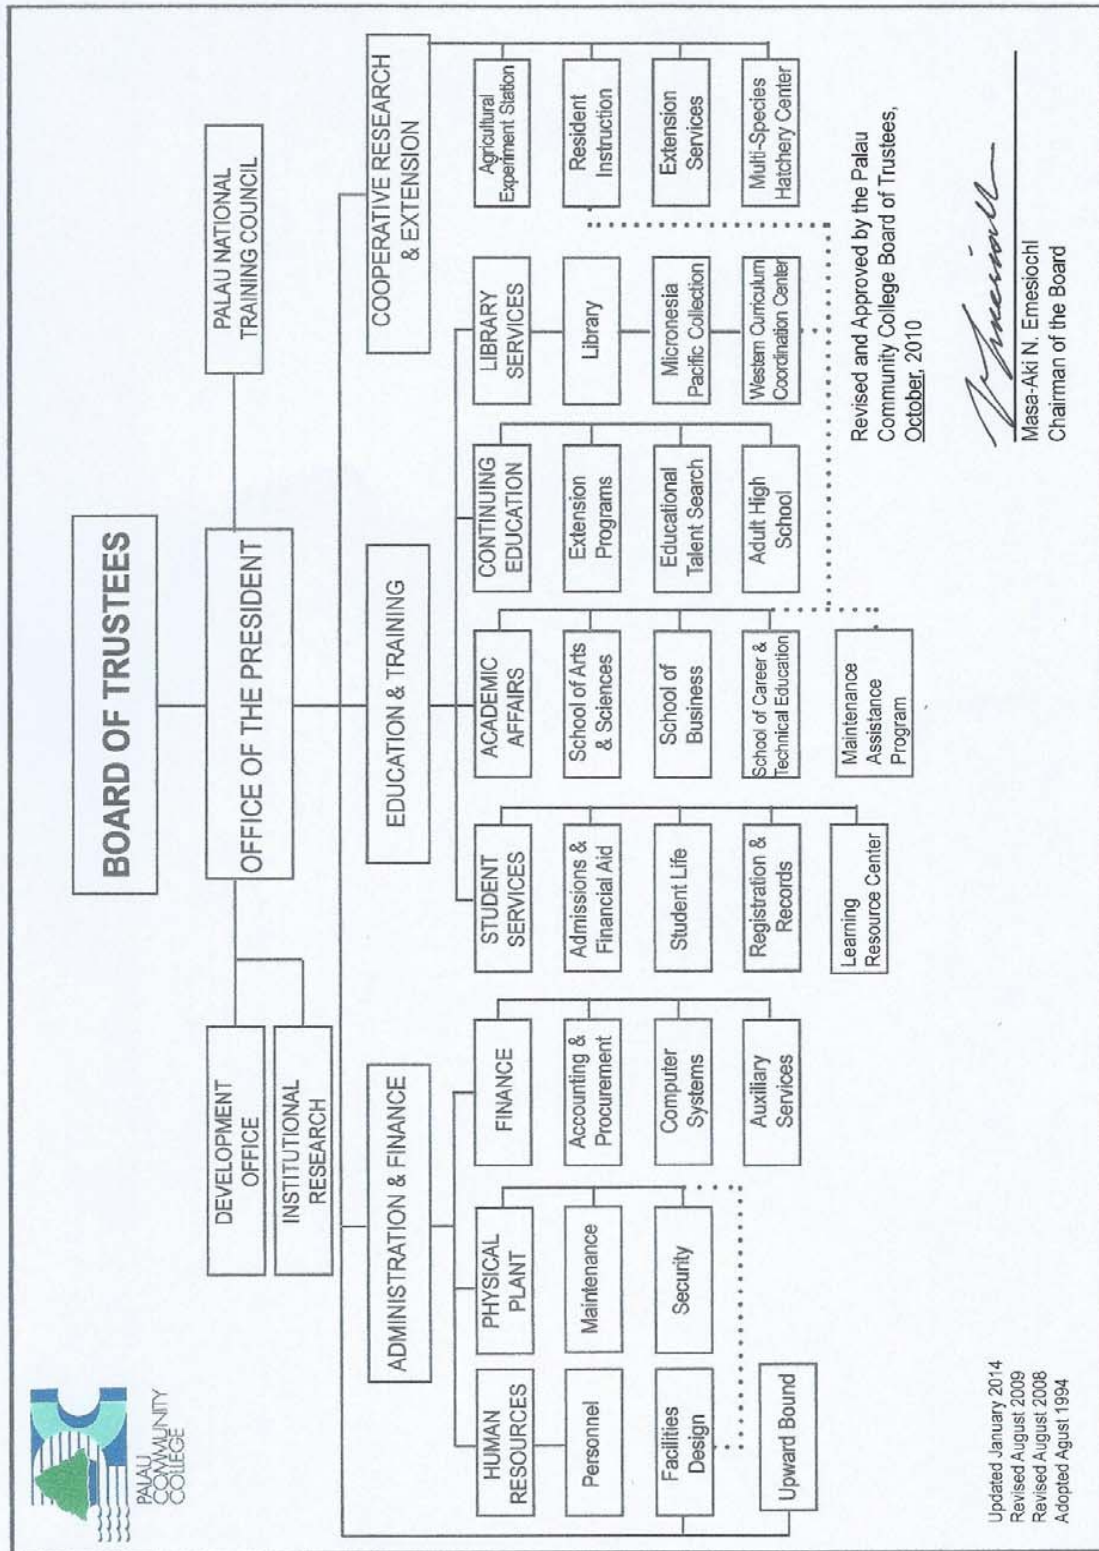 PALAU
COMMUNITY
COLLEGE
BOARD OF TRUSTEES
OFFICE OF THE PRESIDENT
PALAU NATIONAL
TRAINING COUNCIL
DEVELOPMENT
OFFICE
INSTITUTIONAL
RESEARCH
ADMINISTRATION & FINANCE
EDUCATION & TRAINING
COOPERATIVE RESEARCH
& EXTENSION
HUMAN
RESOURCES
Personnel
Facilities
Design
Upward Bound
PHYSICAL
PLANT
Maintenance
Security
FINANCE
Accounting &
Procurement
Computer
Systems
Auxiliary
Services
STUDENT
SERVICES
Admissions &
Financial Aid
Student Life
Registration &
Records
Learning
Resource Center
ACADEMIC
AFFAIRS
School of Arts
& Sciences
School of
Business
School of Career &
Technical Education
Maintenance
Assistance
Program
CONTINUING
EDUCATION
Extension
Programs
Educational
Talent Search
Adult High
School
LIBRARY
SERVICES
Library
Micronesia
Pacific Collection
Western Curriculum
Coordination Center
Agricultural
Experiment Station
Resident
Instruction
Extension
Services
Multi-Species
Hatchery Center
Revised and Approved by the Palau
Community College Board of Trustees,
October, 2010
Masa-Aki N. Emesiochl
Chairman of the Board
Updated January 2014
Revised August 2009
Revised August 2008
Adopted Agust 1994